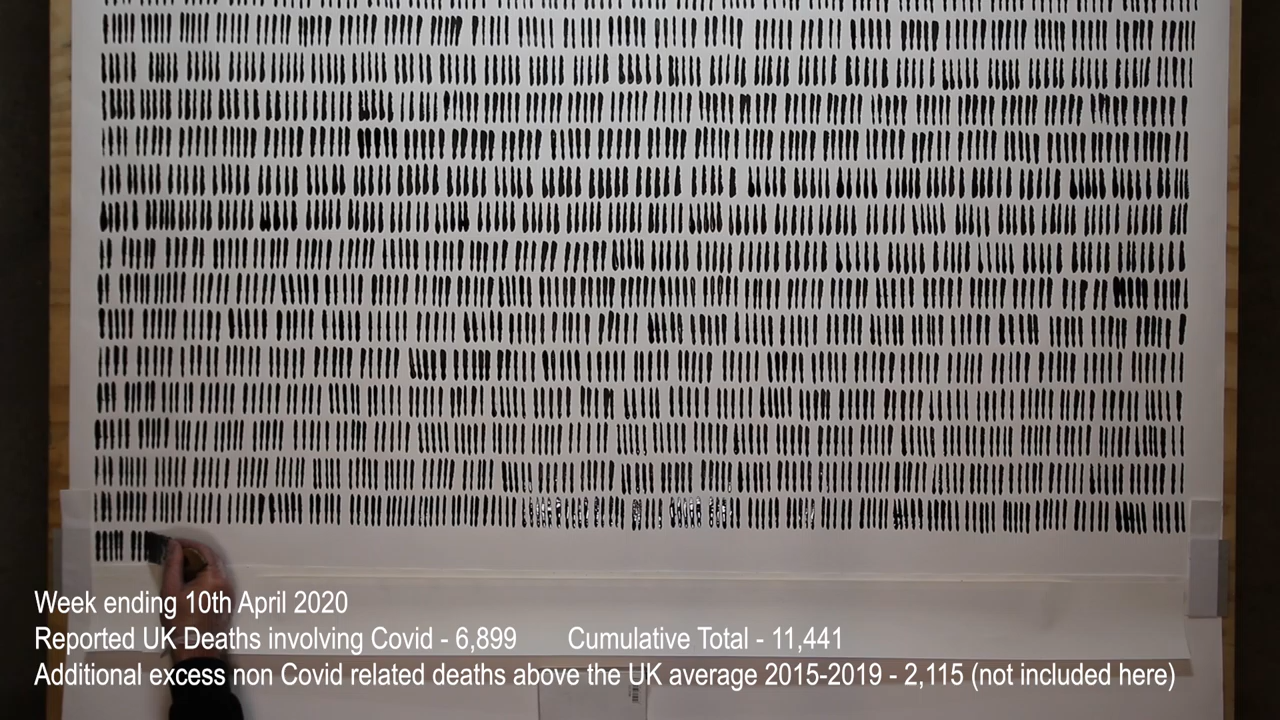 Week ending 10th April 2020
Reported UK Deaths involving Covid - 6,899 Cumulative Total - 11,441
Additional excess non Covid related deaths above the UK average 2015-2019 - 2,115 (not included here)